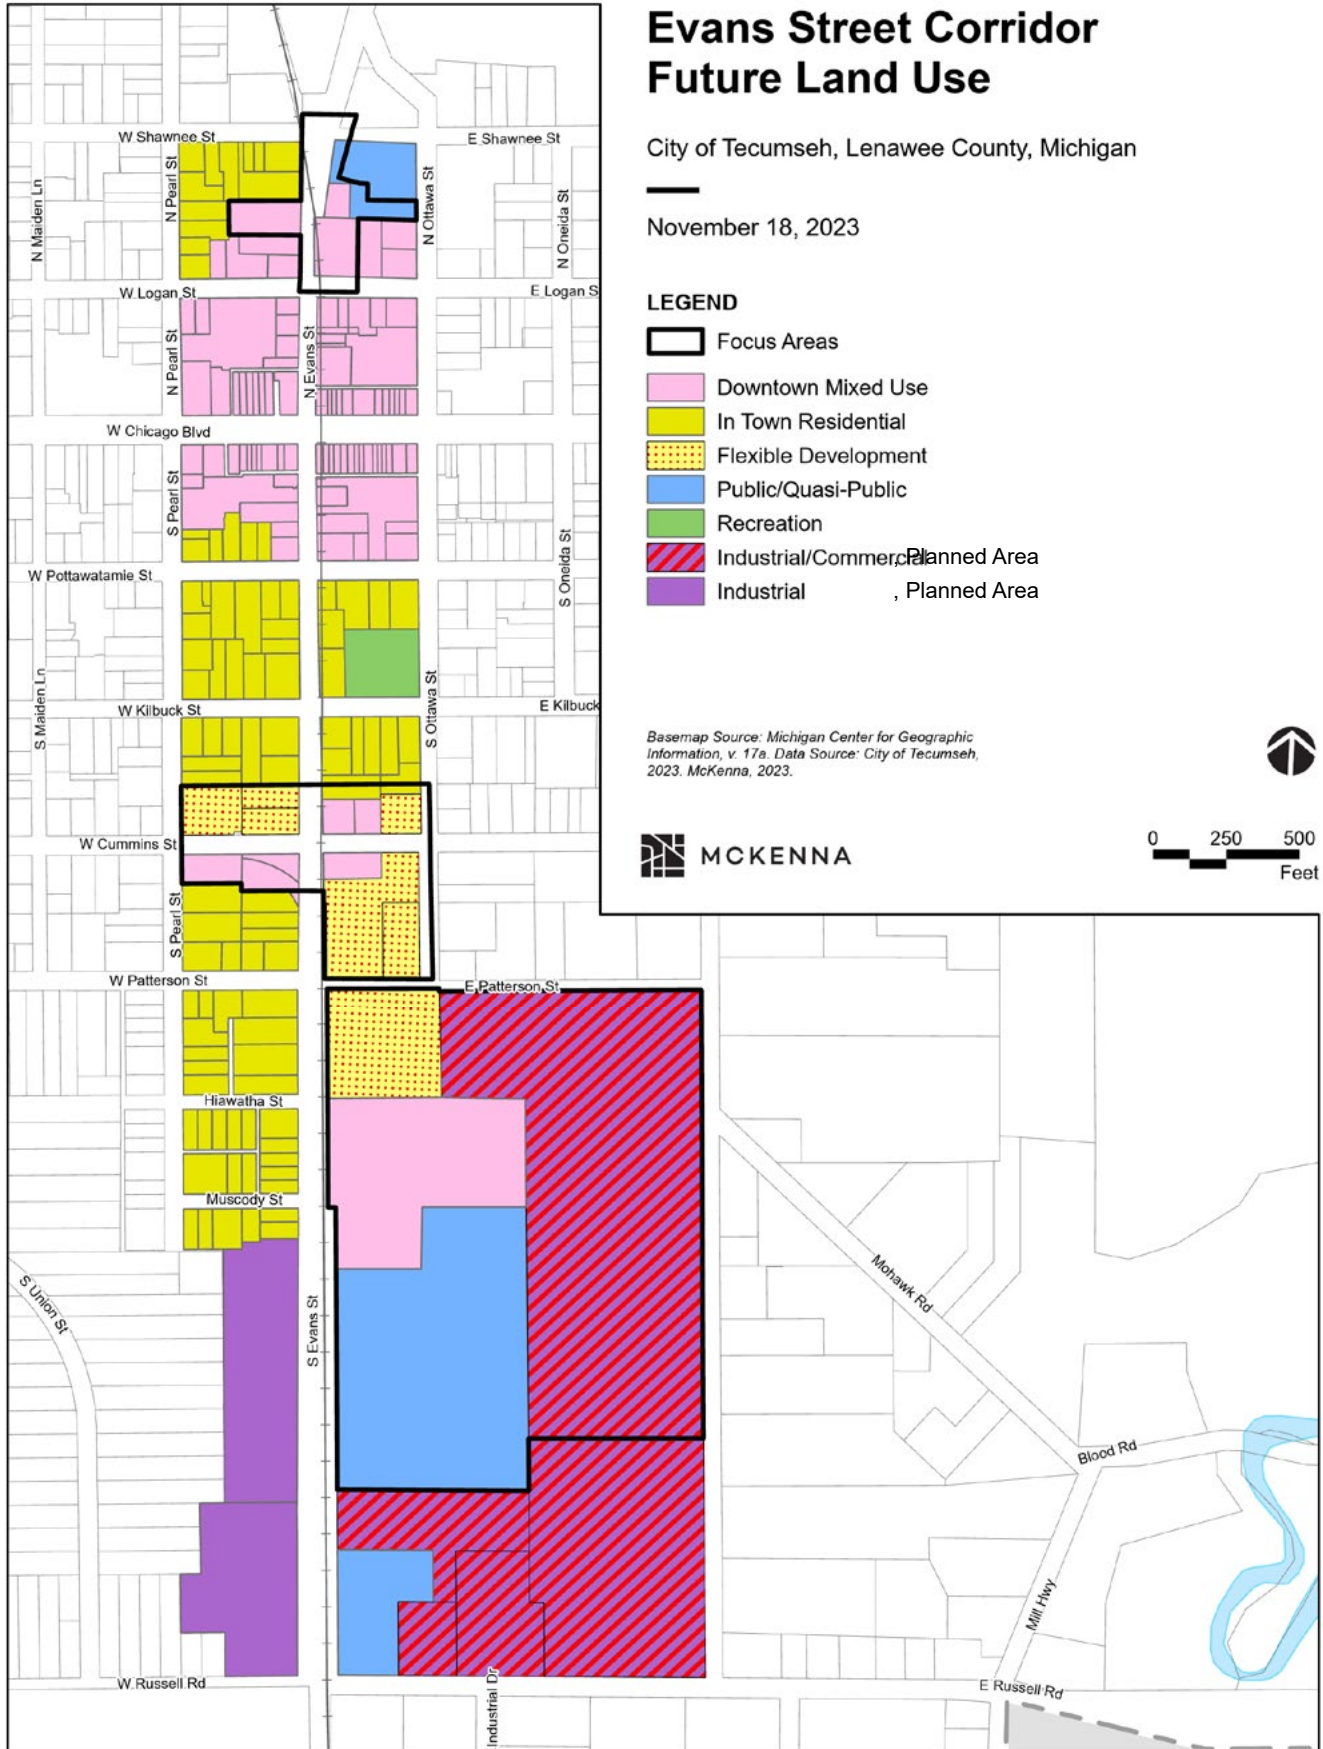 Evans Street Corridor
Future Land Use
City of Tecumseh, Lenawee County, Michigan
November 18, 2023
LEGEND
Focus Areas
Downtown Mixed Use
In Town Residential
Flexible Development
Public/Quasi-Public
Recreation
Industrial/Commercial, Planned Area
Industrial , Planned Area
Basemap Source: Michigan Center for Geographic
Information, v. 17a. Data Source: City of Tecumseh,
2023. McKenna, 2023.
MCKENNA
0 250 500
Feet
W Shawnee St
E Shawnee St
N Maiden Ln
N Pearl St
N Ottawa St
N Oneida St
W Logan St
E Logan S
N Pearl St
N Evans St
W Chicago Blvd
S Pearl St
S Oneida St
W Pottawatamie St
S Maiden Ln
S Ottawa St
W Kilbuck St
E Kilbuck
W Cummins St
S Pearl St
W Patterson St
E Patterson St
Hiawatha St
Muscody St
S Union St
S Evans St
Mohawk Rd
Blood Rd
Mill Hwy
W Russell Rd
E Russell Rd
Industrial Dr